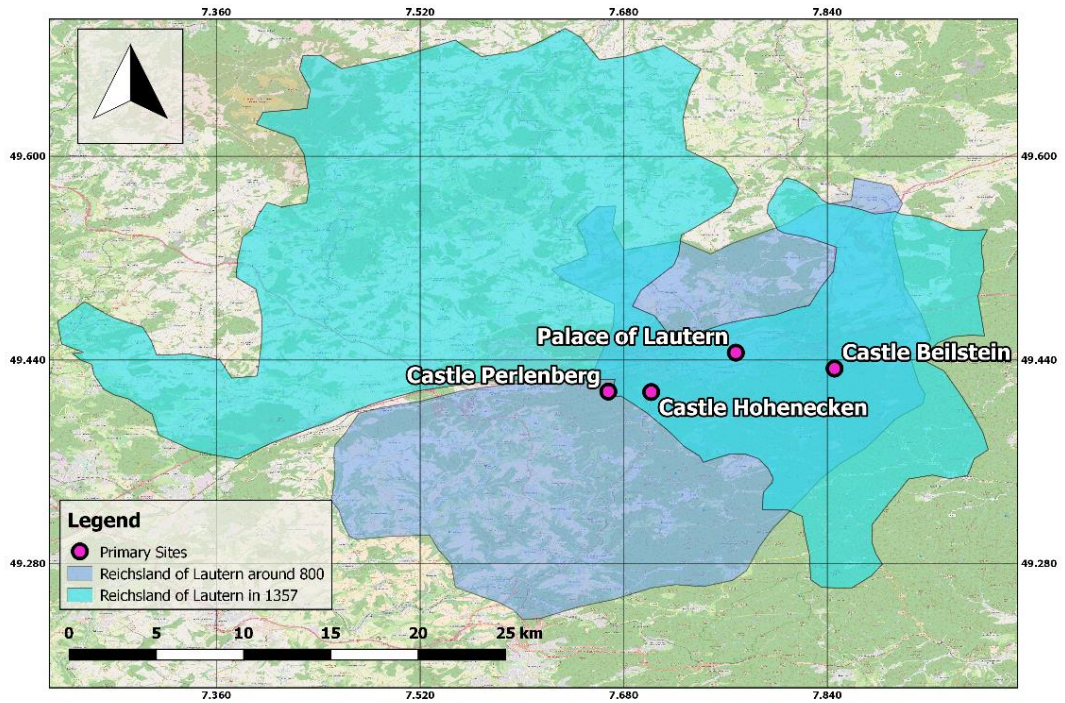 7.360 7.520 7.680 7.840
49.600 49.600
Palace of Lautern
49.440 49.440
Castle Beilstein
Castle Perlenberg
Castle Hohenecken
Legend
Primary Sites
Reichsland of Lautern around 800
Reichsland of Lautern in 1357
49.280 49.280
0 5 10 15 20 25 km
7.360 7.520 7.680 7.840